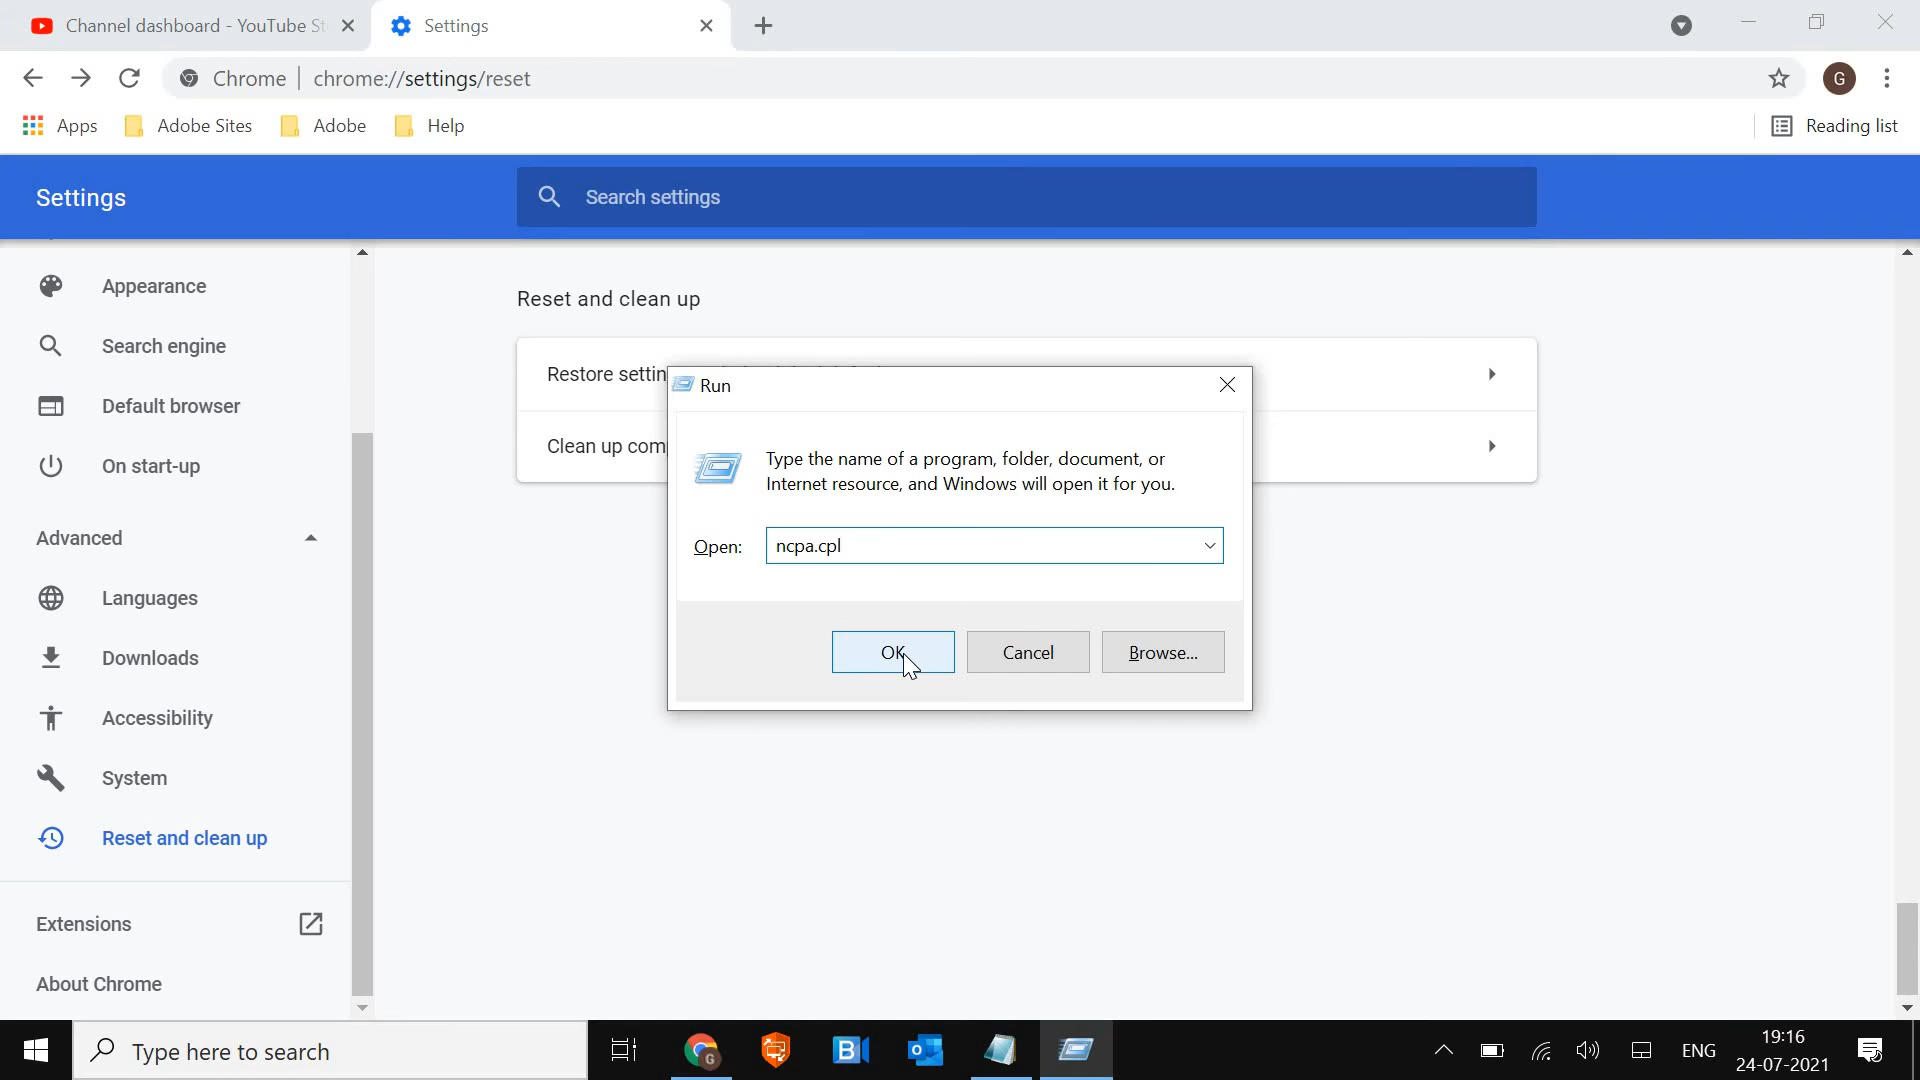 Channel dashboard - YouTube St
Settings
Chrome
chrome://settings/reset
G
Apps
Adobe Sites
Adobe
Help
Reading list
Settings
Search settings
Appearance
Search engine
Default browser
On start-up
Advanced
Languages
Downloads
Accessibility
System
Reset and clean up
Extensions
About Chrome
Reset and clean up
Restore settin
Clean up com
Run
Type the name of a program, folder, document, or
Internet resource, and Windows will open it for you.
Open:
ncpa.cpl
OK
Cancel
Browse...
Type here to search
G
B
o
ENG
19:16
24-07-2021